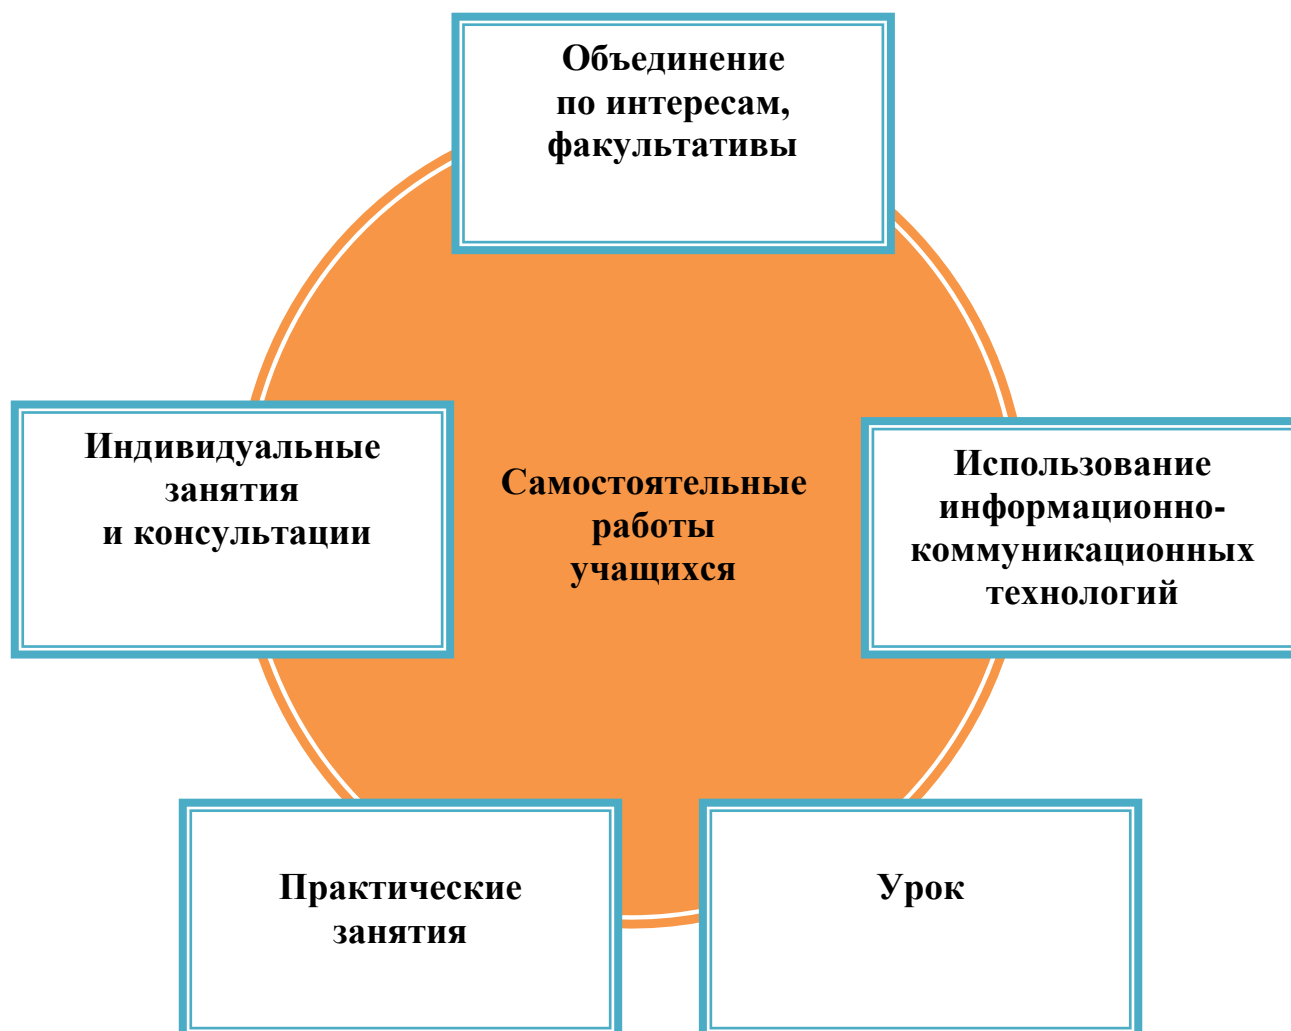 Объединение
по интересам,
факультативы
Индивидуальные
занятия
и консультации
Самостоятельные
работы
учащихся
Использование
информационно-
коммуникационных
технологий
Практические
занятия
Урок